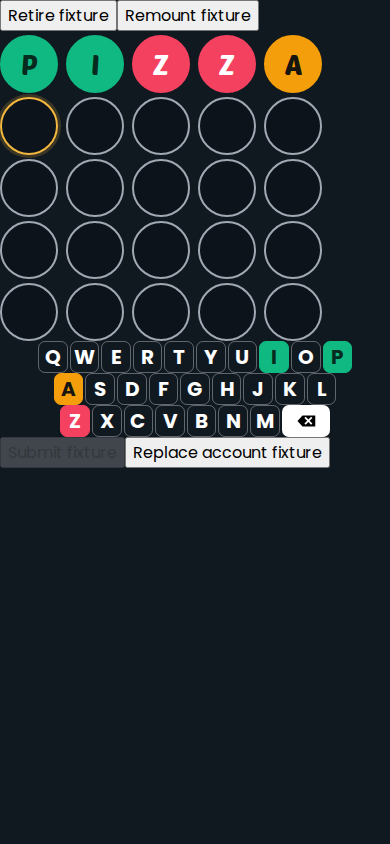 Retire fixture Remount fixture
P I Z Z A
Q W E R T Y U I O P
A S D F G H J K L
Z X C V B N M
Submit fixture Replace account fixture